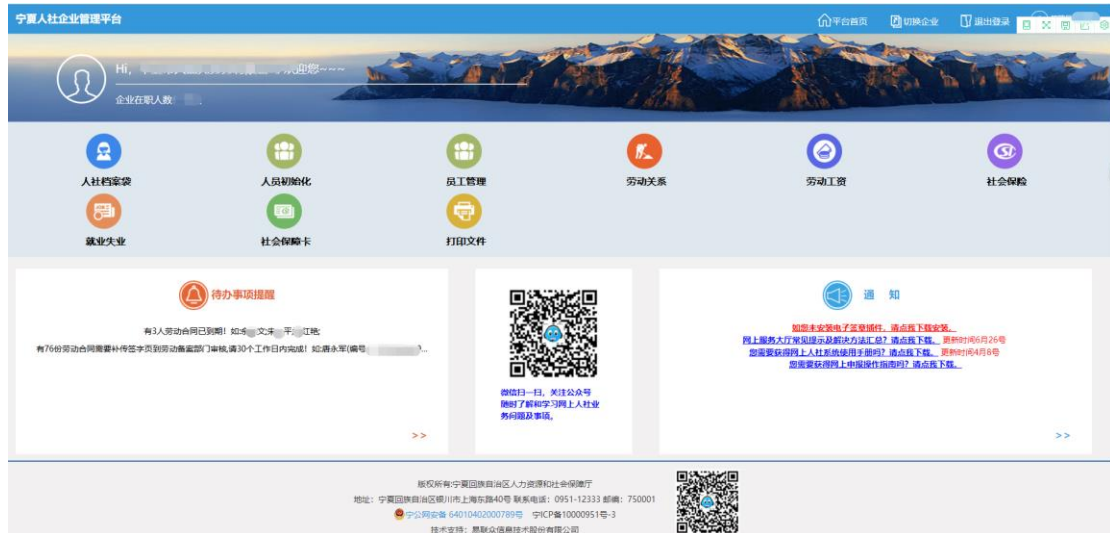 宁夏人社企业管理平台
平台首页 切换企业 退出登录
Hi, 欢迎您~~~
企业在职人数
人社档案袋 人员初始化 员工管理 劳动关系 劳动工资 社会保险
就业失业 社会保障卡 打印文件
待办事项提醒
有3人劳动合同已到期！如:
有76份劳动合同需要补传签字页到劳动备案部门审核,请30个工作日内完成！如:唐永军(编号:
>>
微信扫一扫，关注公众号
随时了解和学习网上人社业
务问题及事项。
通 知
如您未安装电子签章插件，请点我下载安装。
网上服务大厅常见提示及解决方法汇总？请点我下载。 更新时间6月26号
您需要获得网上人社系统使用手册吗？请点我下载。 更新时间4月8号
您需要获得网上申报操作指南吗？请点我下载。
>>
版权所有:宁夏回族自治区人力资源和社会保障厅
地址：宁夏回族自治区银川市上海东路40号 联系电话：0951-12333 邮编：750001
宁公网安备 64010402000789号 宁ICP备10000951号-3
技术支持：易联众信息技术股份有限公司